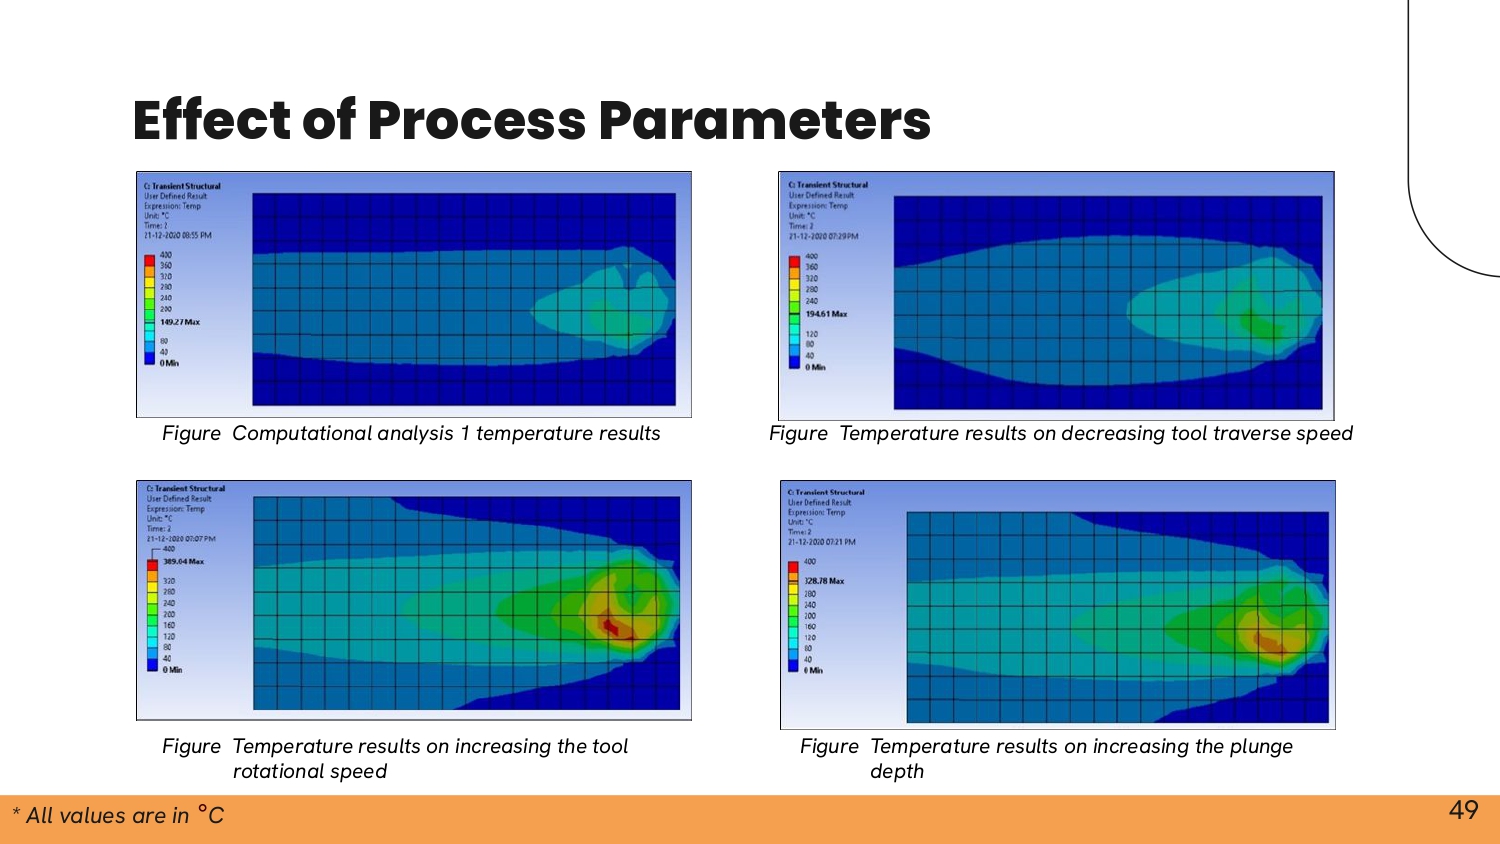 Effect of Process Parameters
C: Transient Structural
User Defined Result
Expression: Temp
Unit: °C
Time: 2
21-12-2020 08:55 PM
400
360
320
280
240
200
149.27 Max
80
40
0 Min
Figure Computational analysis 1 temperature results
C: Transient Structural
User Defined Result
Expression: Temp
Unit: °C
Time: 2
21-12-2020 07:29 PM
400
360
320
280
240
194.61 Max
120
80
40
0 Min
Figure Temperature results on decreasing tool traverse speed
C: Transient Structural
User Defined Result
Expression: Temp
Unit: °C
Time: 2
21-12-2020 07:07 PM
400
389.04 Max
320
280
240
200
160
120
80
40
0 Min
Figure Temperature results on increasing the tool
rotational speed
C: Transient Structural
User Defined Result
Expression: Temp
Unit: °C
Time: 2
21-12-2020 07:21 PM
400
328.78 Max
280
240
200
160
120
80
40
0 Min
Figure Temperature results on increasing the plunge
depth
* All values are in °C
49